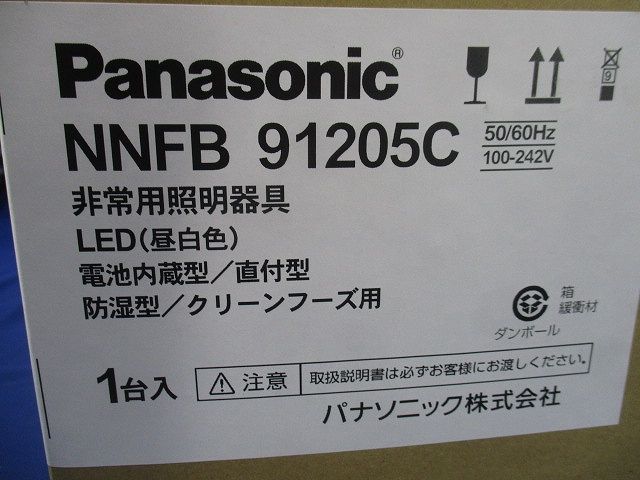 Panasonic®
NNFB 91205C
50/60Hz
100-242V
9
非常用照明器具
LED(昼白色)
電池内蔵型/直付型
防湿型/クリーンフーズ用
箱
緩衝材
ダンボール
1台入
注意
取扱説明書は必ずお客様にお渡しください。
パナソニック株式会社